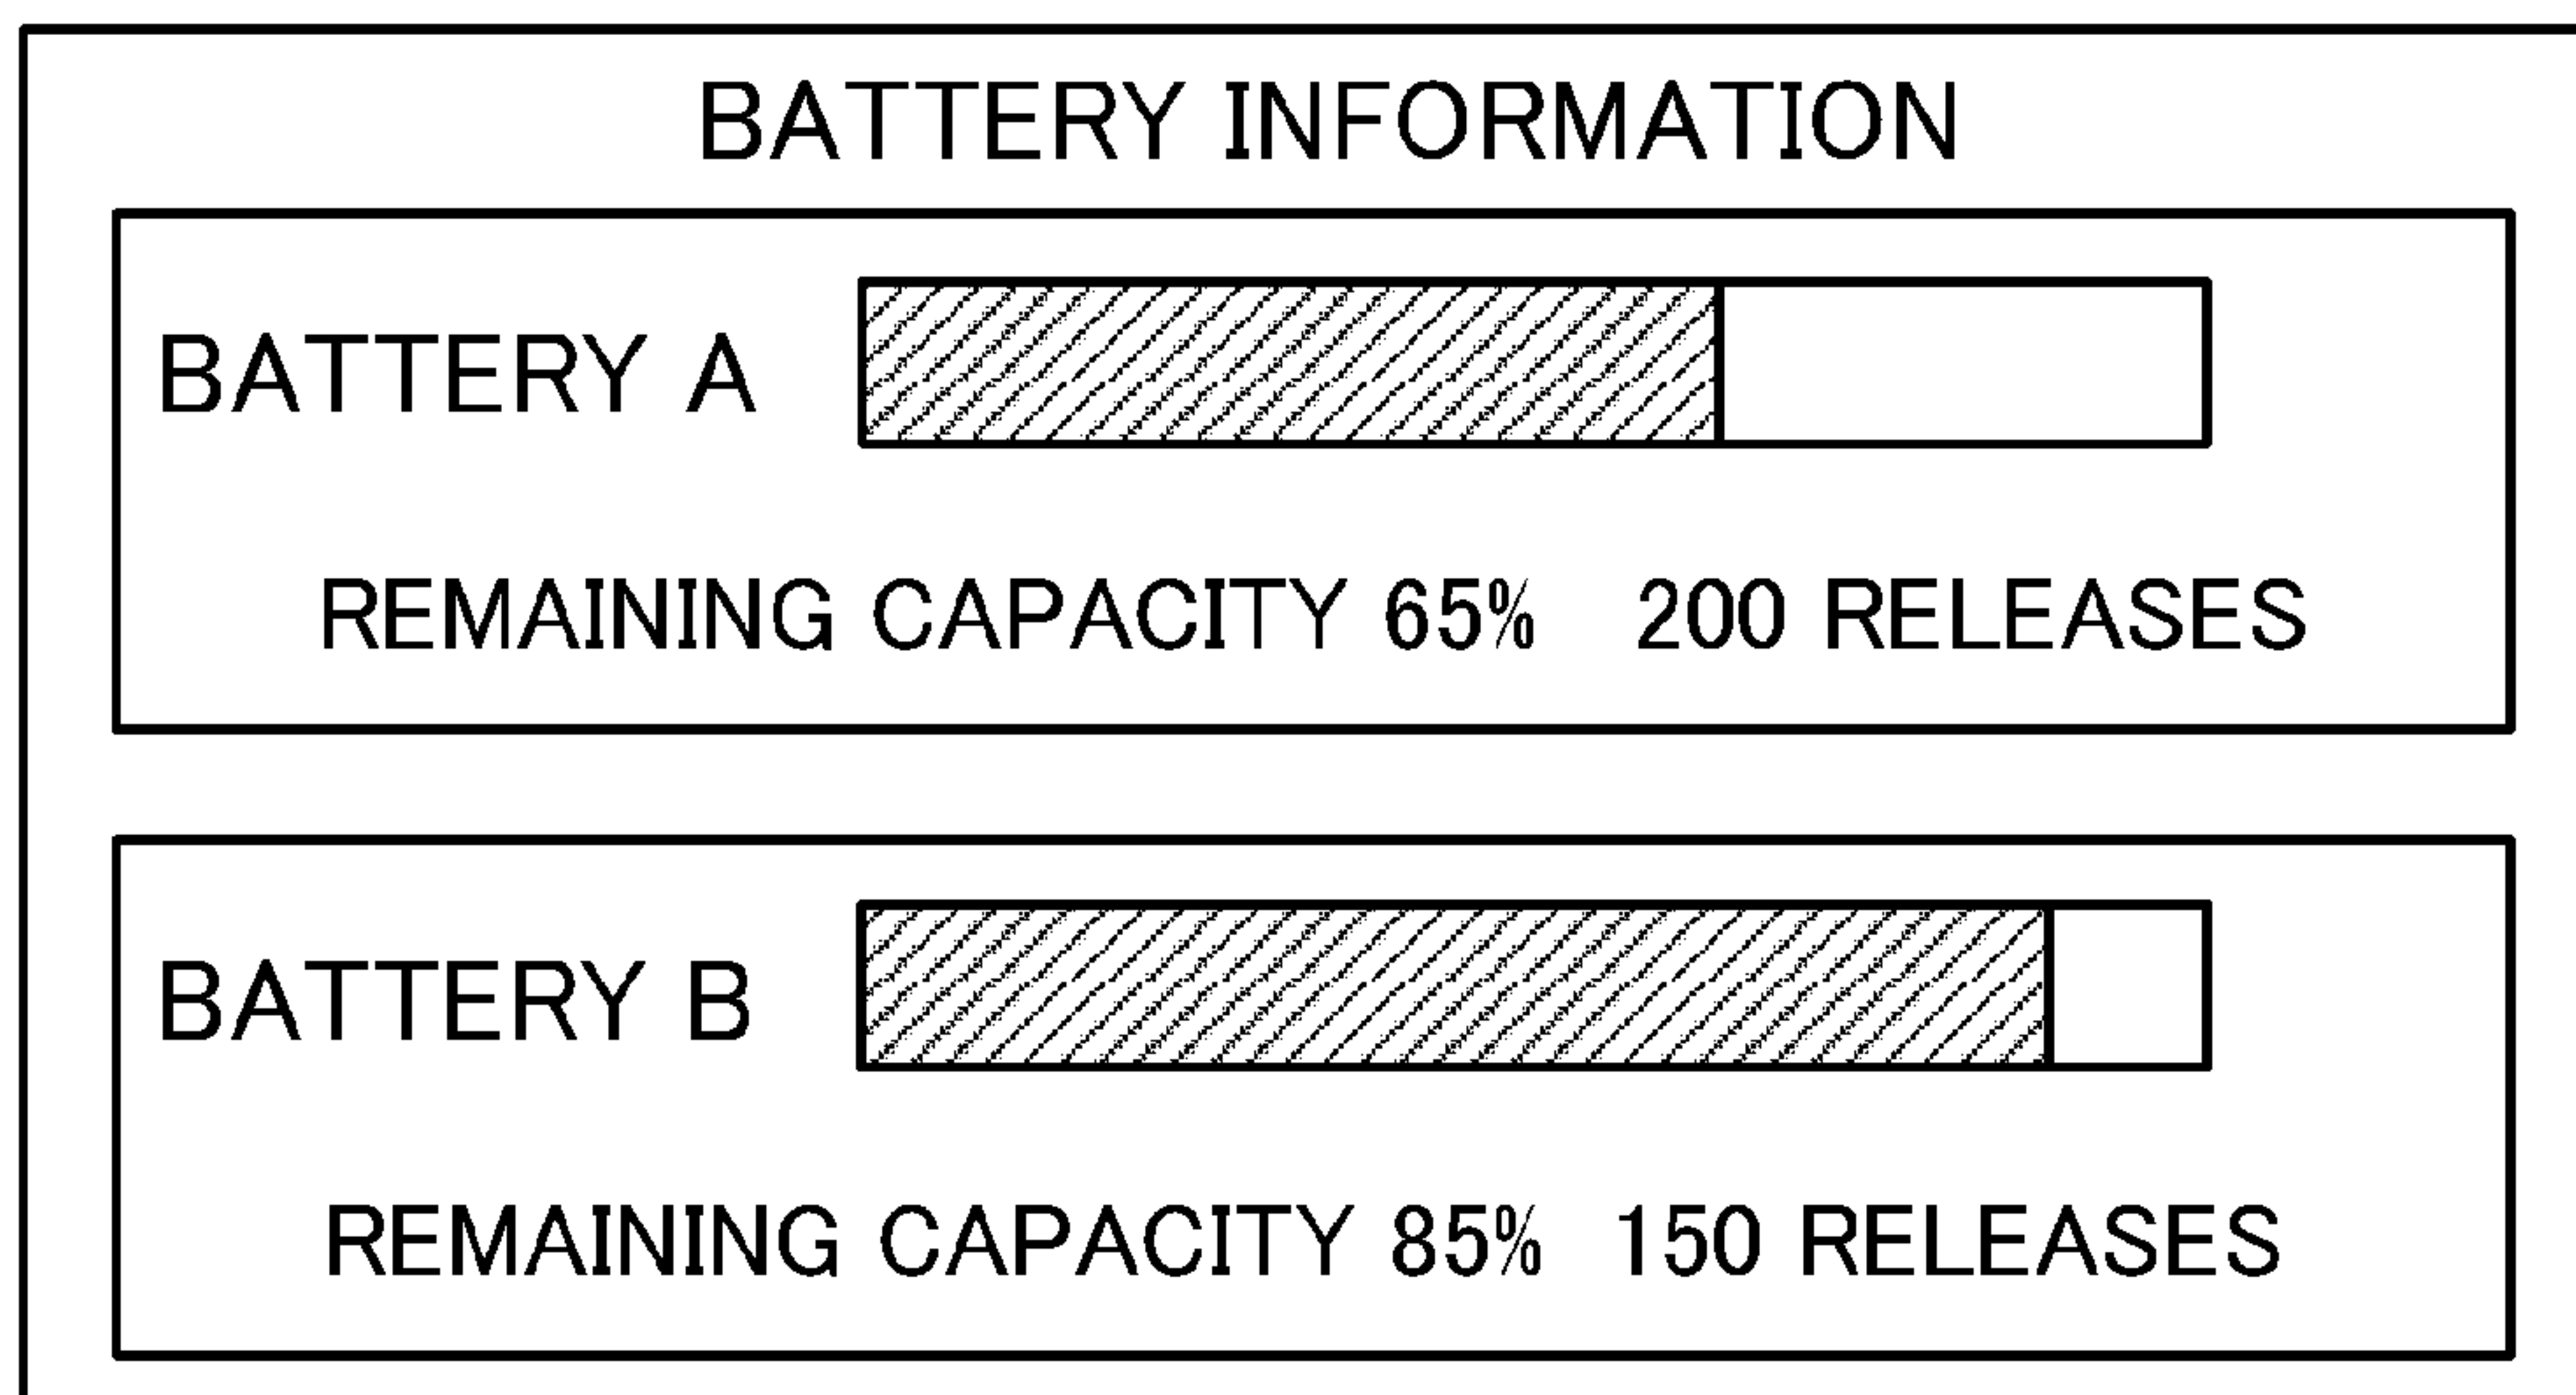 BATTERY INFORMATION
BATTERY A
REMAINING CAPACITY 65% 200 RELEASES
BATTERY B
REMAINING CAPACITY 85% 150 RELEASES